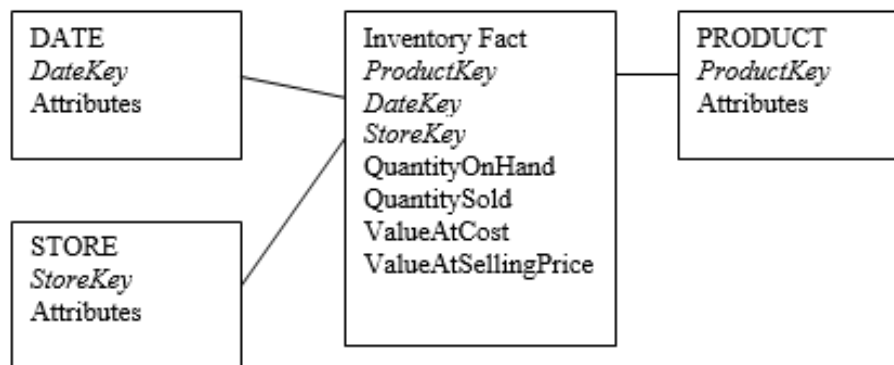 DATE
DateKey
Attributes
STORE
StoreKey
Attributes
Inventory Fact
ProductKey
DateKey
StoreKey
QuantityOnHand
QuantitySold
ValueAtCost
ValueAtSellingPrice
PRODUCT
ProductKey
Attributes